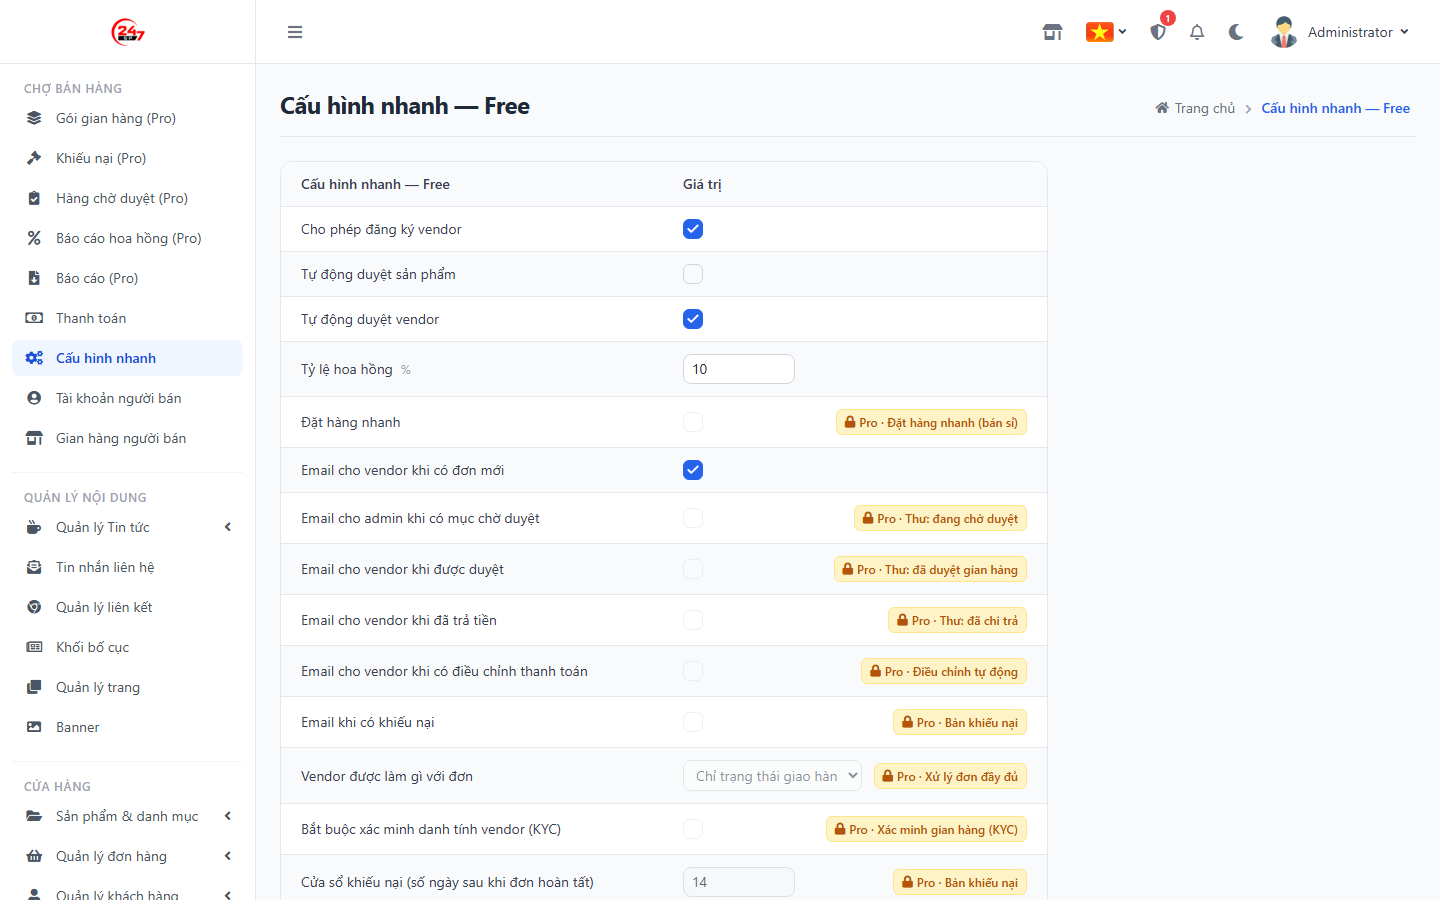 247
GP
1
Administrator
CHỢ BÁN HÀNG
Gói gian hàng (Pro)
Khiếu nại (Pro)
Hàng chờ duyệt (Pro)
Báo cáo hoa hồng (Pro)
Báo cáo (Pro)
Thanh toán
Cấu hình nhanh
Tài khoản người bán
Gian hàng người bán
QUẢN LÝ NỘI DUNG
Quản lý Tin tức
Tin nhắn liên hệ
Quản lý liên kết
Khối bố cục
Quản lý trang
Banner
CỬA HÀNG
Sản phẩm & danh mục
Quản lý đơn hàng
Quản lý khách hàng
Cấu hình nhanh — Free
Trang chủ > Cấu hình nhanh — Free
Cấu hình nhanh — Free Giá trị
Cho phép đăng ký vendor
Tự động duyệt sản phẩm
Tự động duyệt vendor
Tỷ lệ hoa hồng % 10
Đặt hàng nhanh Pro · Đặt hàng nhanh (bán sỉ)
Email cho vendor khi có đơn mới
Email cho admin khi có mục chờ duyệt Pro · Thư: đang chờ duyệt
Email cho vendor khi được duyệt Pro · Thư: đã duyệt gian hàng
Email cho vendor khi đã trả tiền Pro · Thư: đã chi trả
Email cho vendor khi có điều chỉnh thanh toán Pro · Điều chỉnh tự động
Email khi có khiếu nại Pro · Bàn khiếu nại
Vendor được làm gì với đơn Chỉ trạng thái giao hàn Pro · Xử lý đơn đầy đủ
Bắt buộc xác minh danh tính vendor (KYC) Pro · Xác minh gian hàng (KYC)
Cửa sổ khiếu nại (số ngày sau khi đơn hoàn tất) 14 Pro · Bàn khiếu nại